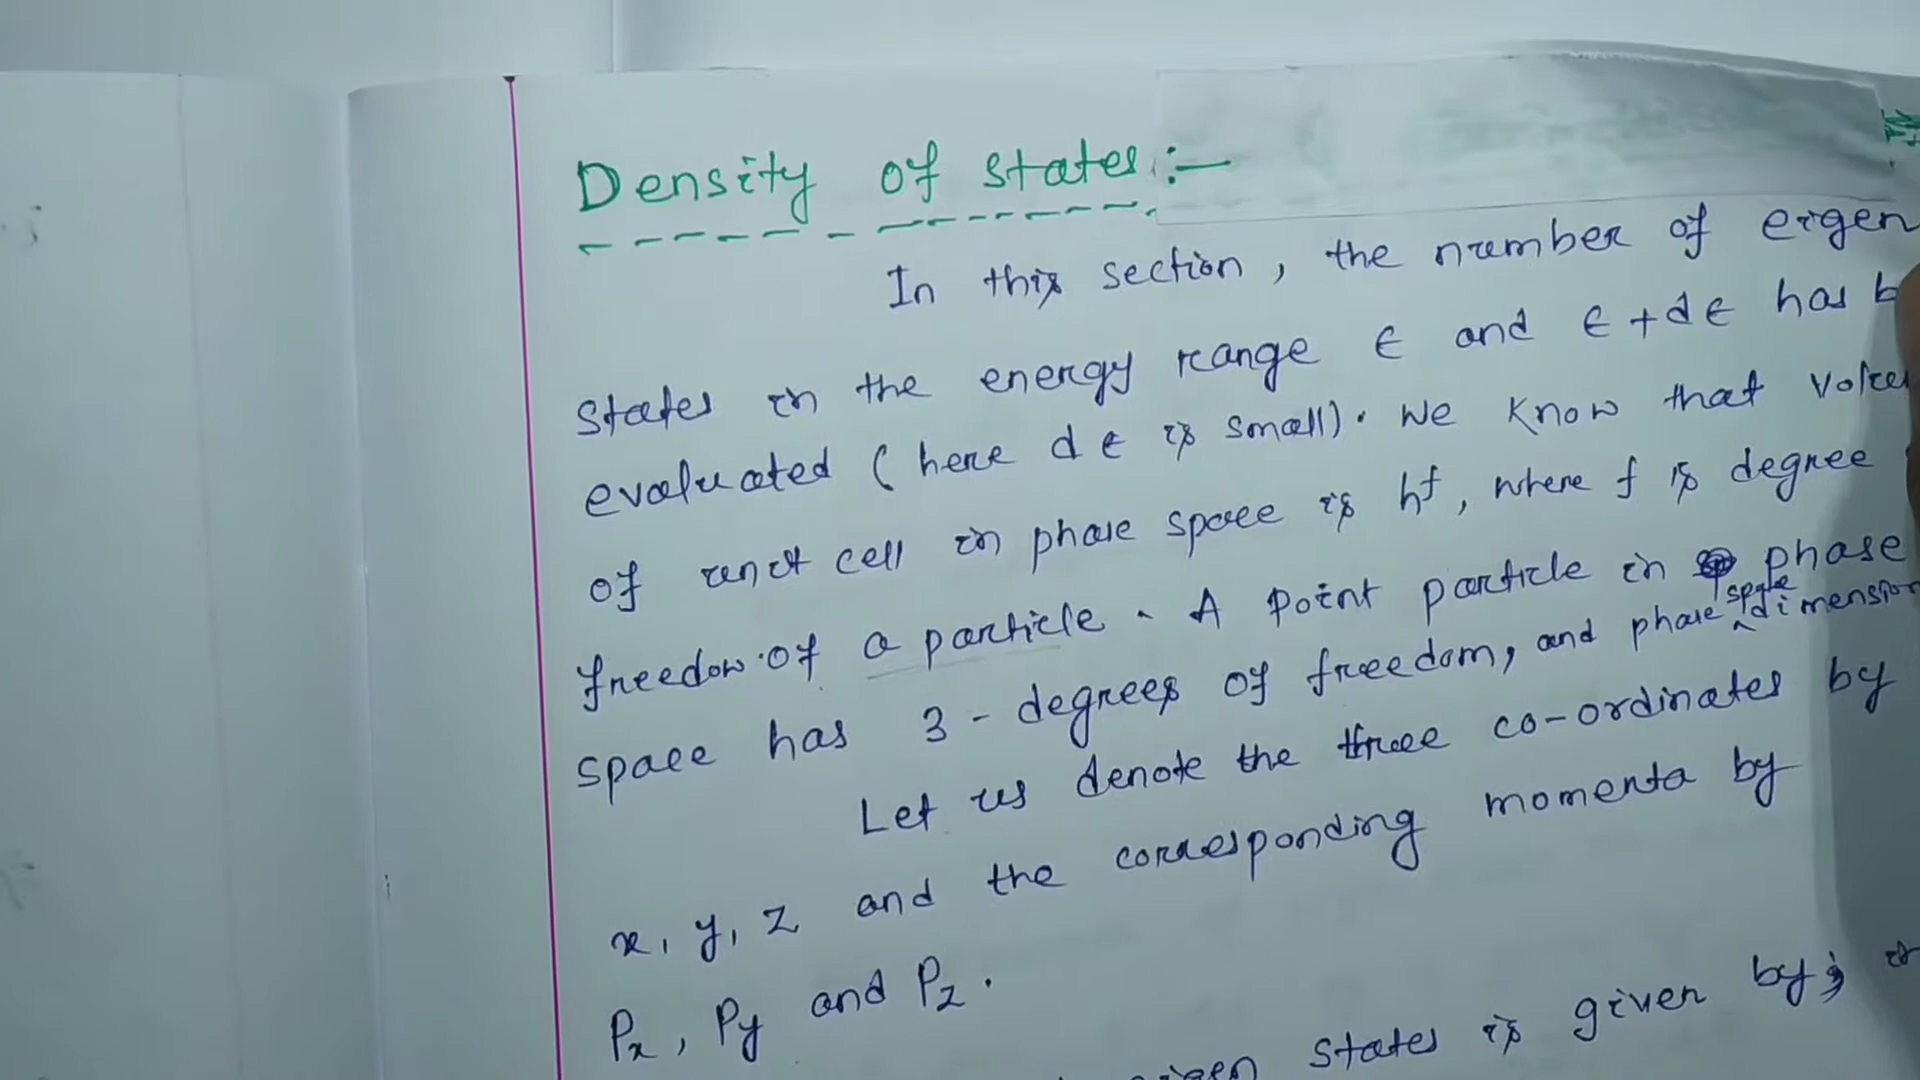 Density of states :-
In this section, the number of eigen
states in the energy range ϵ and ϵ+dϵ has
evaluated (here dϵ is small). We know that
of unit cell in phase space is h^f, where f is degree
freedow of a particle. A point particle in phase
space has 3-degrees of freedom, and phase space dimension
Let us denote the three co-ordinates by
x, y, z and the corresponding momenta by
Px, Py and Pz.
states is given by;